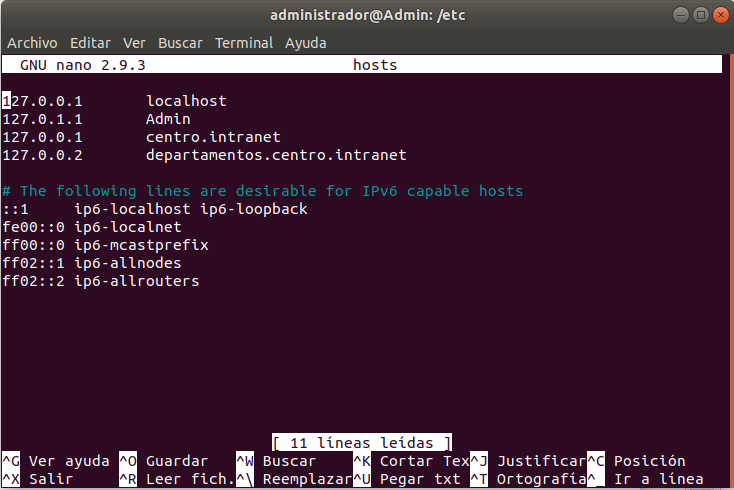 administrador@Admin: /etc
Archivo Editar Ver Buscar Terminal Ayuda
GNU nano 2.9.3 hosts
127.0.0.1 localhost
127.0.1.1 Admin
127.0.0.1 centro.intranet
127.0.0.2 departamentos.centro.intranet
# The following lines are desirable for IPv6 capable hosts
::1 ip6-localhost ip6-loopback
fe00::0 ip6-localnet
ff00::0 ip6-mcastprefix
ff02::1 ip6-allnodes
ff02::2 ip6-allrouters
[ 11 líneas leídas ]
^G Ver ayuda ^O Guardar ^W Buscar ^K Cortar Tex ^J Justificar ^C Posición
^X Salir ^R Leer fich. ^\ Reemplazar ^U Pegar txt ^T Ortografía ^_ Ir a línea